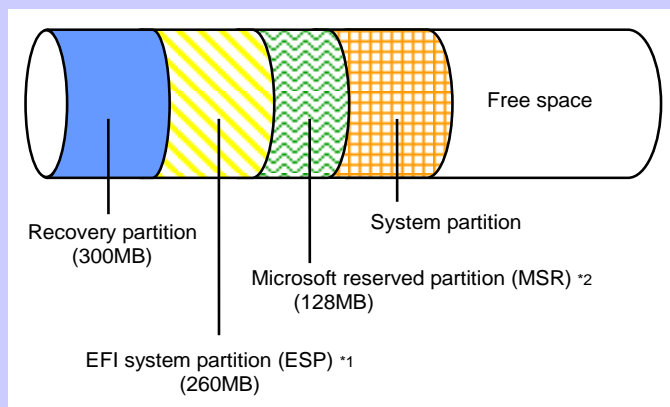 Free space
System partition
Recovery partition
(300MB)
Microsoft reserved partition (MSR) *2
(128MB)
EFI system partition (ESP) *1
(260MB)